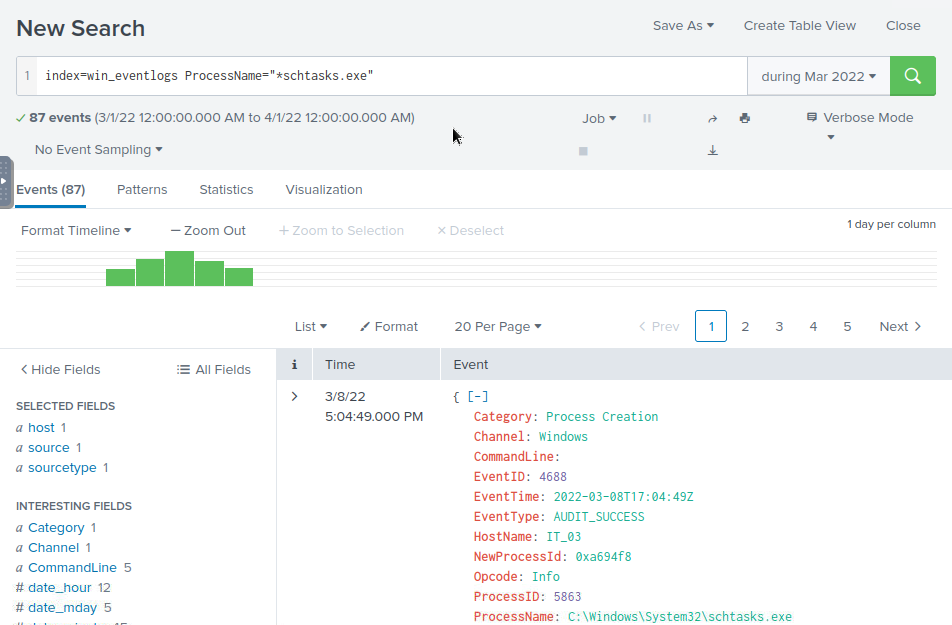 New Search
Save As
Create Table View
Close
1 index=win_eventlogs ProcessName="*schtasks.exe"
during Mar 2022
87 events (3/1/22 12:00:00.000 AM to 4/1/22 12:00:00.000 AM)
Job
Verbose Mode
No Event Sampling
Events (87)
Patterns
Statistics
Visualization
Format Timeline
— Zoom Out
+ Zoom to Selection
× Deselect
1 day per column
List
Format
20 Per Page
< Prev
1
2
3
4
5
Next >
< Hide Fields
All Fields
SELECTED FIELDS
a host 1
a source 1
a sourcetype 1
INTERESTING FIELDS
a Category 1
a Channel 1
a CommandLine 5
# date_hour 12
# date_mday 5
i
Time
Event
>
3/8/22
5:04:49.000 PM
{ [-]
Category: Process Creation
Channel: Windows
CommandLine:
EventID: 4688
EventTime: 2022-03-08T17:04:49Z
EventType: AUDIT_SUCCESS
HostName: IT_03
NewProcessId: 0xa694f8
Opcode: Info
ProcessID: 5863
ProcessName: C:\Windows\System32\schtasks.exe